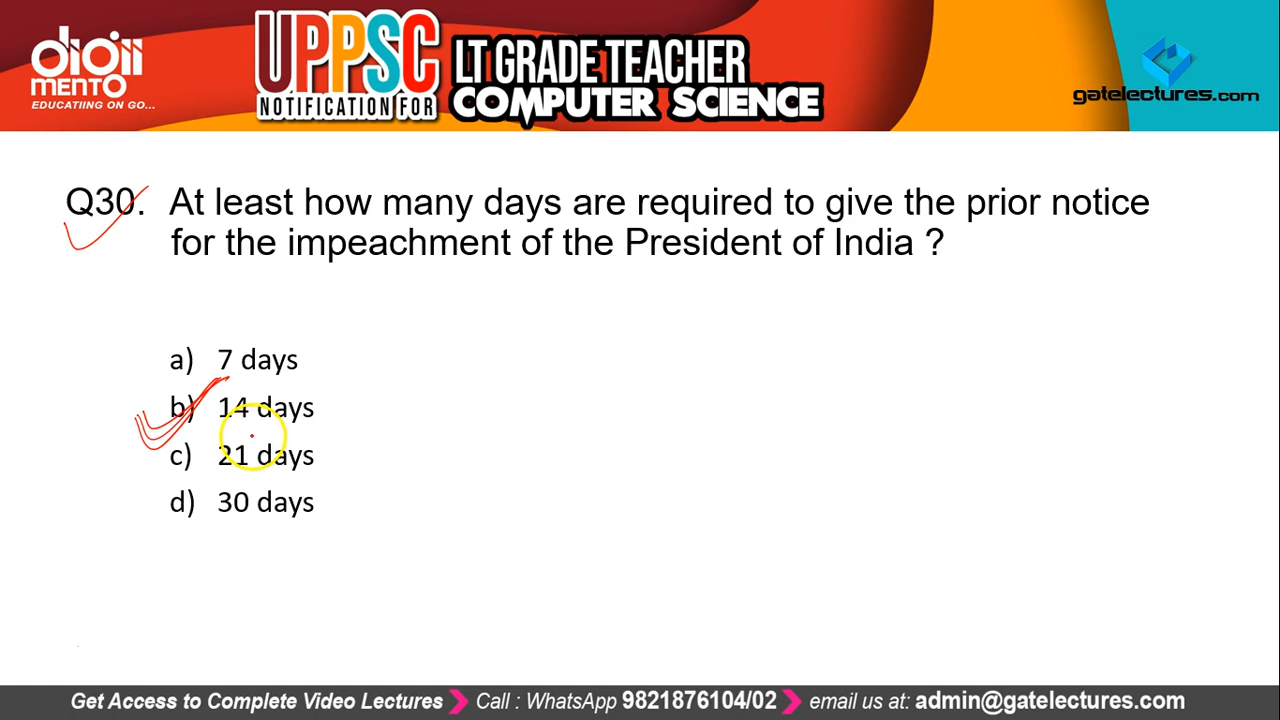 digii
MENTO
EDUCATIING ON GO...
UPPSC
NOTIFICATION FOR
LT GRADE TEACHER
COMPUTER SCIENCE
gatelectures.com
Q30. At least how many days are required to give the prior notice
for the impeachment of the President of India ?
a) 7 days
b) 14 days
c) 21 days
d) 30 days
Get Access to Complete Video Lectures Call : WhatsApp 9821876104/02 email us at: admin@gatelectures.com